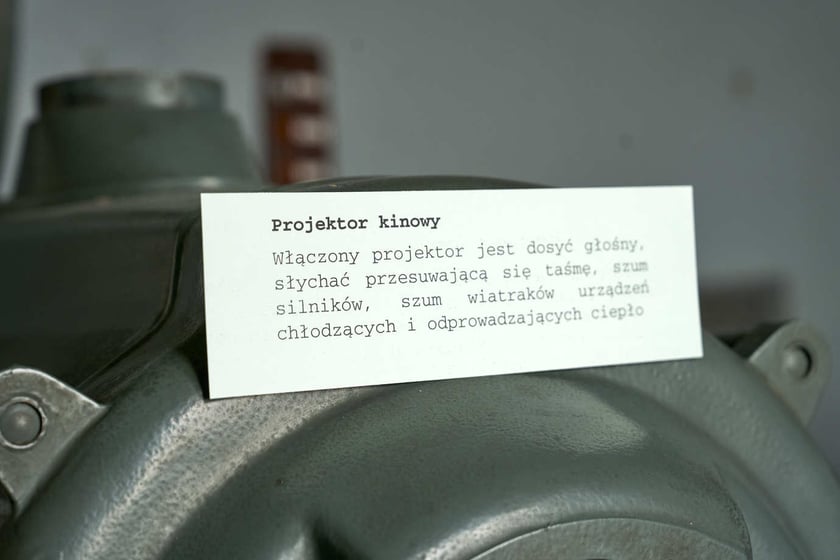 Projektor kinowy
Włączony projektor jest dosyć głośny,
słychać przesuwającą się taśmę, szum
silników, szum wiatraków urządzeń
chłodzących i odprowadzających ciepło